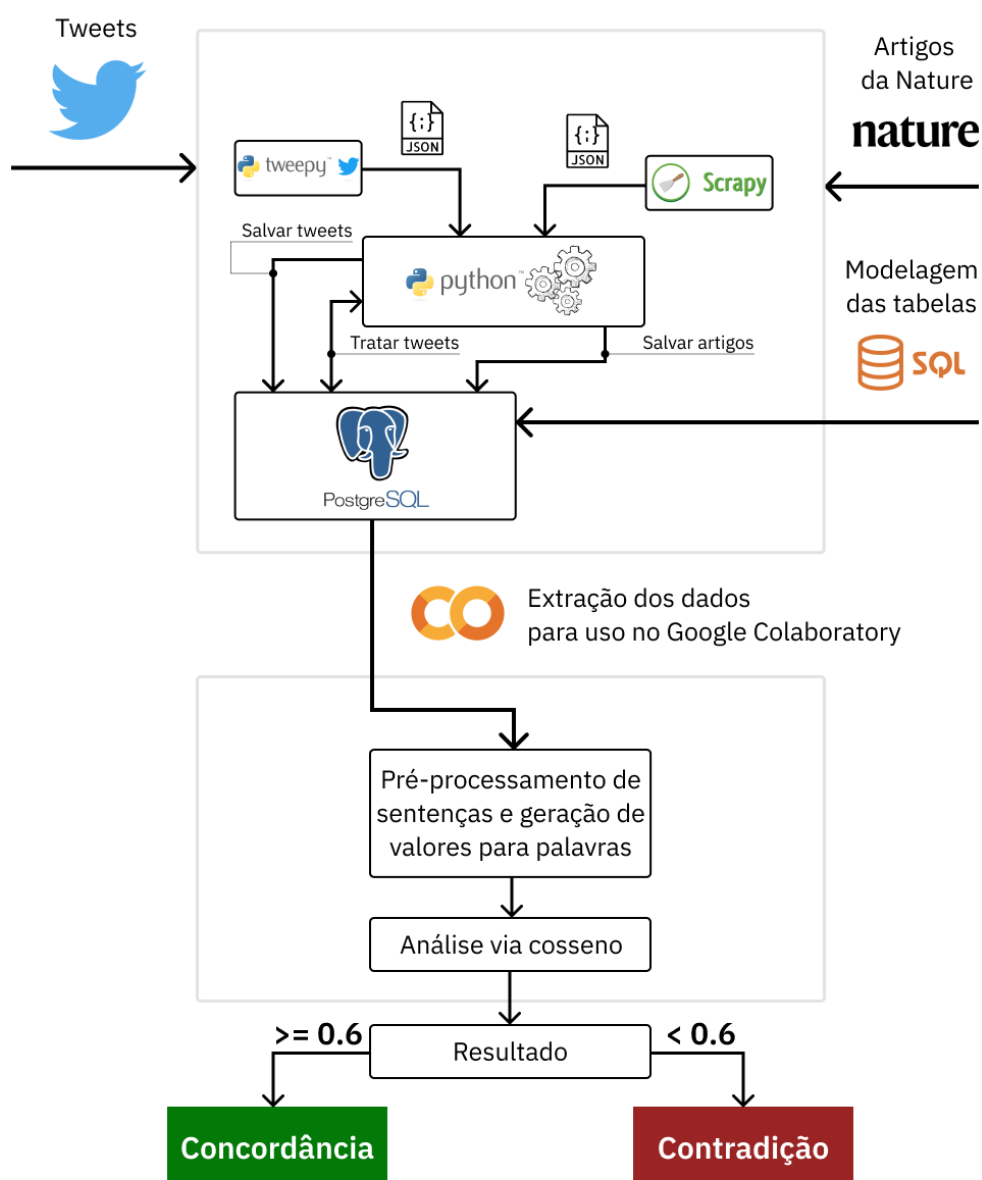 Tweets
Artigos
da Nature
nature
{;}
JSON
{;}
JSON
tweepy™
Scrapy
Salvar tweets
python™
Modelagem
das tabelas
SQL
Tratar tweets
Salvar artigos
PostgreSQL
Extração dos dados
para uso no Google Colaboratory
Pré-processamento de
sentenças e geração de
valores para palavras
Análise via cosseno
>= 0.6
Resultado
< 0.6
Concordância
Contradição